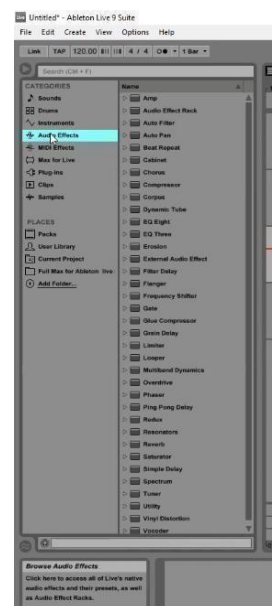 Untitled* - Ableton Live 9 Suite
File Edit Create View Options Help
Link TAP 120.00 4 / 4 1 Bar
Search (Ctrl + F)
CATEGORIES
Sounds
Drums
Instruments
Audio Effects
MIDI Effects
Max for Live
Plug-ins
Clips
Samples
PLACES
Packs
User Library
Current Project
Full Max for Ableton live
Add Folder...
Name
Amp
Audio Effect Rack
Auto Filter
Auto Pan
Beat Repeat
Cabinet
Chorus
Compressor
Corpus
Dynamic Tube
EQ Eight
EQ Three
Erosion
External Audio Effect
Filter Delay
Flanger
Frequency Shifter
Gate
Glue Compressor
Grain Delay
Limiter
Looper
Multiband Dynamics
Overdrive
Phaser
Ping Pong Delay
Redux
Resonators
Reverb
Saturator
Simple Delay
Spectrum
Tuner
Utility
Vinyl Distortion
Vocoder
Browse Audio Effects
Click here to access all of Live's native
audio effects and their presets, as well
as Audio Effect Racks.